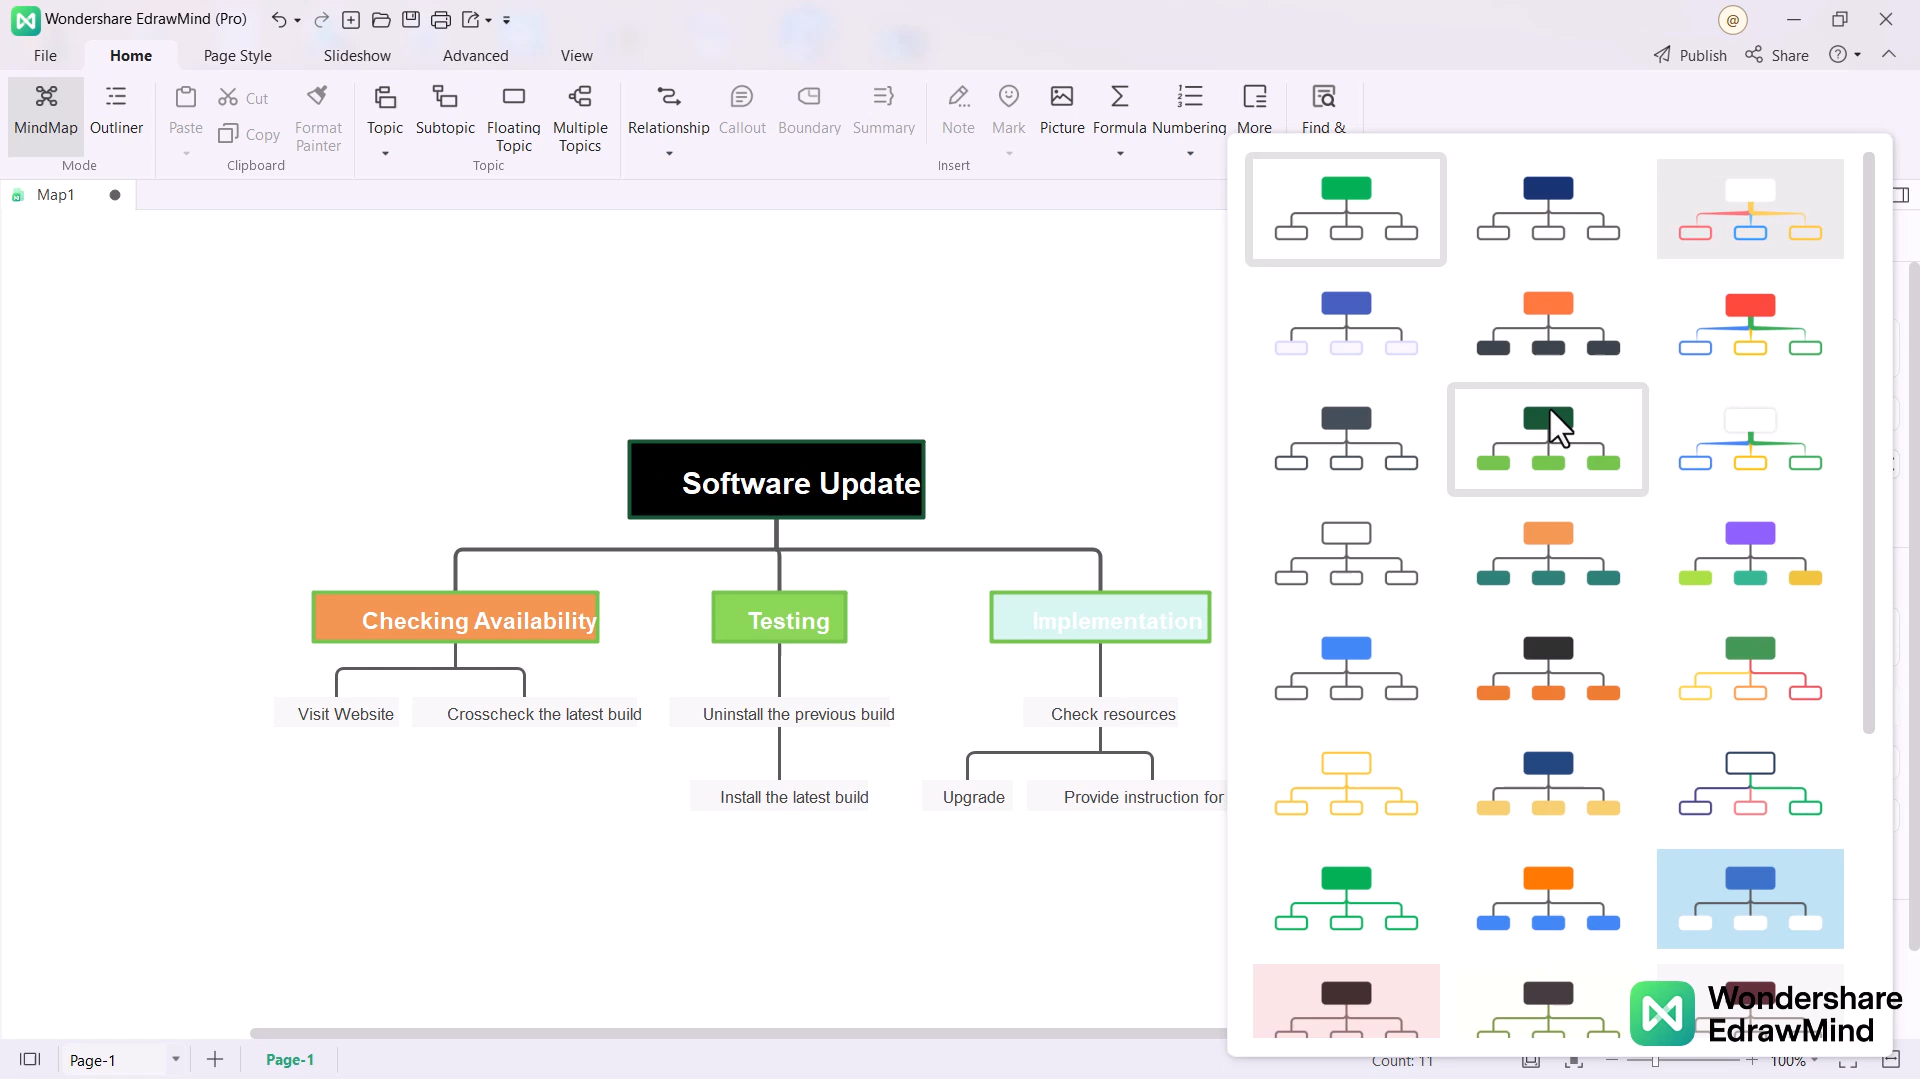 Wondershare EdrawMind (Pro)
@
File
Home
Page Style
Slideshow
Advanced
View
Publish
Share
MindMap
Outliner
Mode
Paste
Cut
Copy
Format
Painter
Clipboard
Topic
Subtopic
Floating
Topic
Multiple
Topics
Topic
Relationship
Callout
Boundary
Summary
Note
Mark
Picture
Formula
Numbering
More
Insert
Find &
Map1
Software Update
Checking Availability
Testing
Implementation
Visit Website
Crosscheck the latest build
Uninstall the previous build
Check resources
Install the latest build
Upgrade
Provide instruction for
Wondershare
EdrawMind
Page-1
Page-1
Count: 11
100%